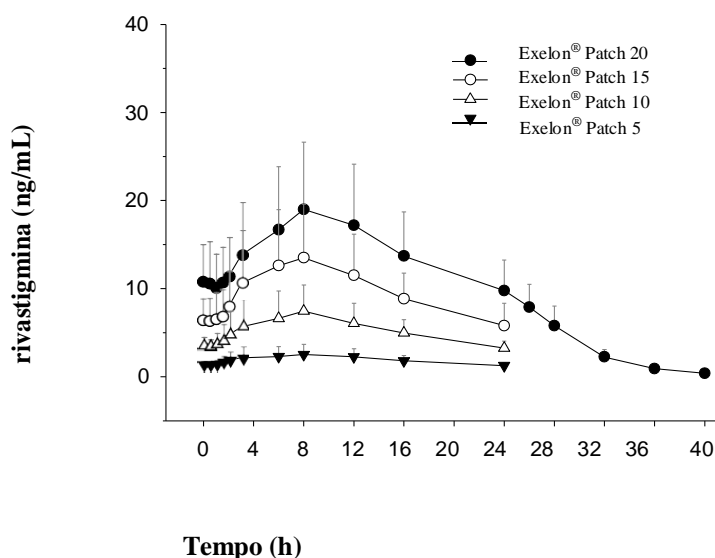 40
30
20
10
0
rivastigmina (ng/mL)
Exelon® Patch 20
Exelon® Patch 15
Exelon® Patch 10
Exelon® Patch 5
0 4 8 12 16 20 24 28 32 36 40
Tempo (h)